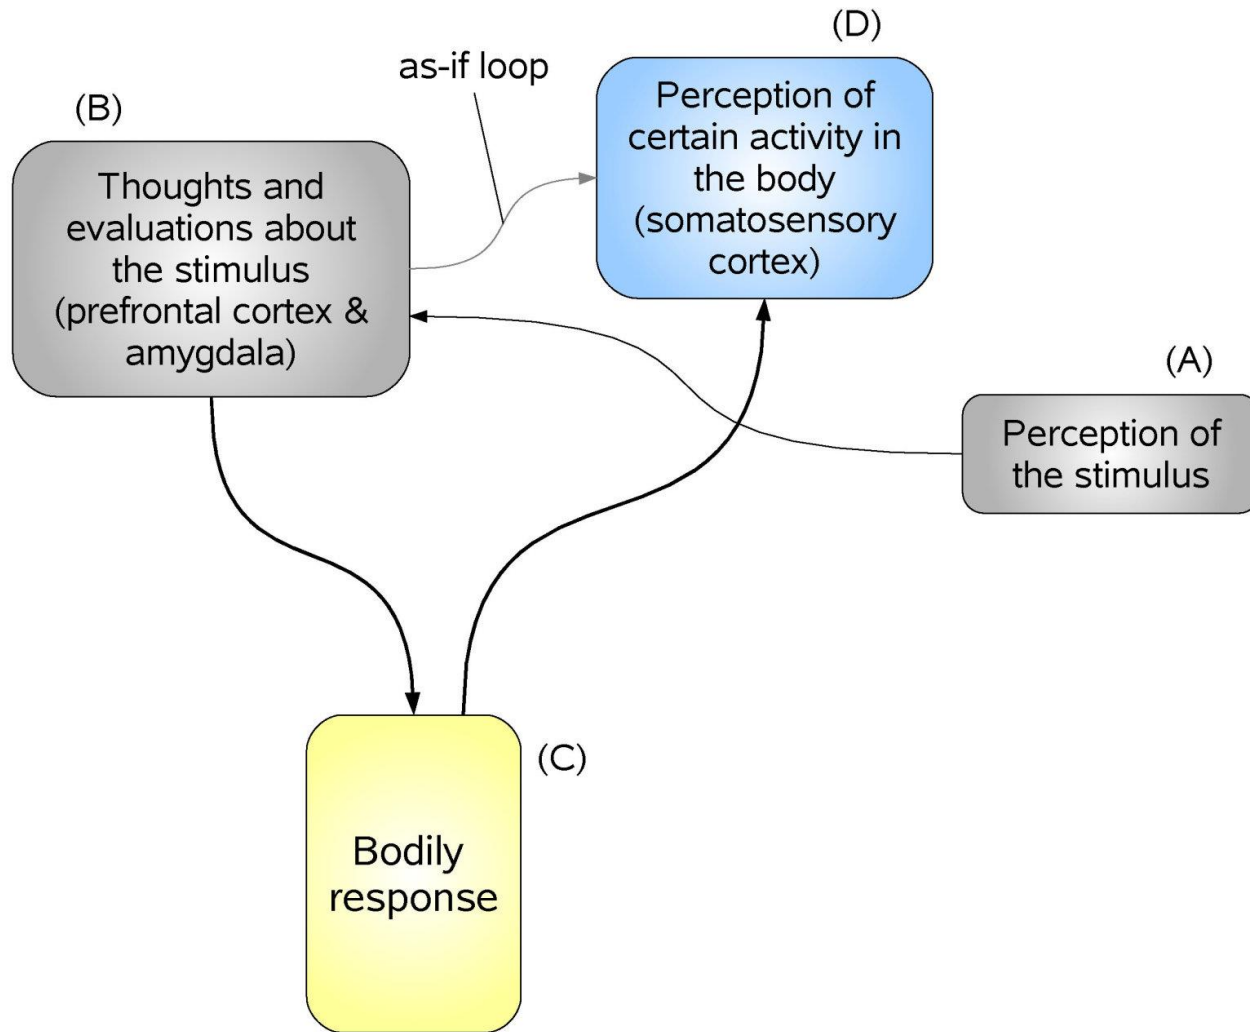 (D)
as-if loop
Perception of
certain activity in
the body
(somatosensory
cortex)
(B)
Thoughts and
evaluations about
the stimulus
(prefrontal cortex &
amygdala)
(A)
Perception of
the stimulus
(C)
Bodily
response